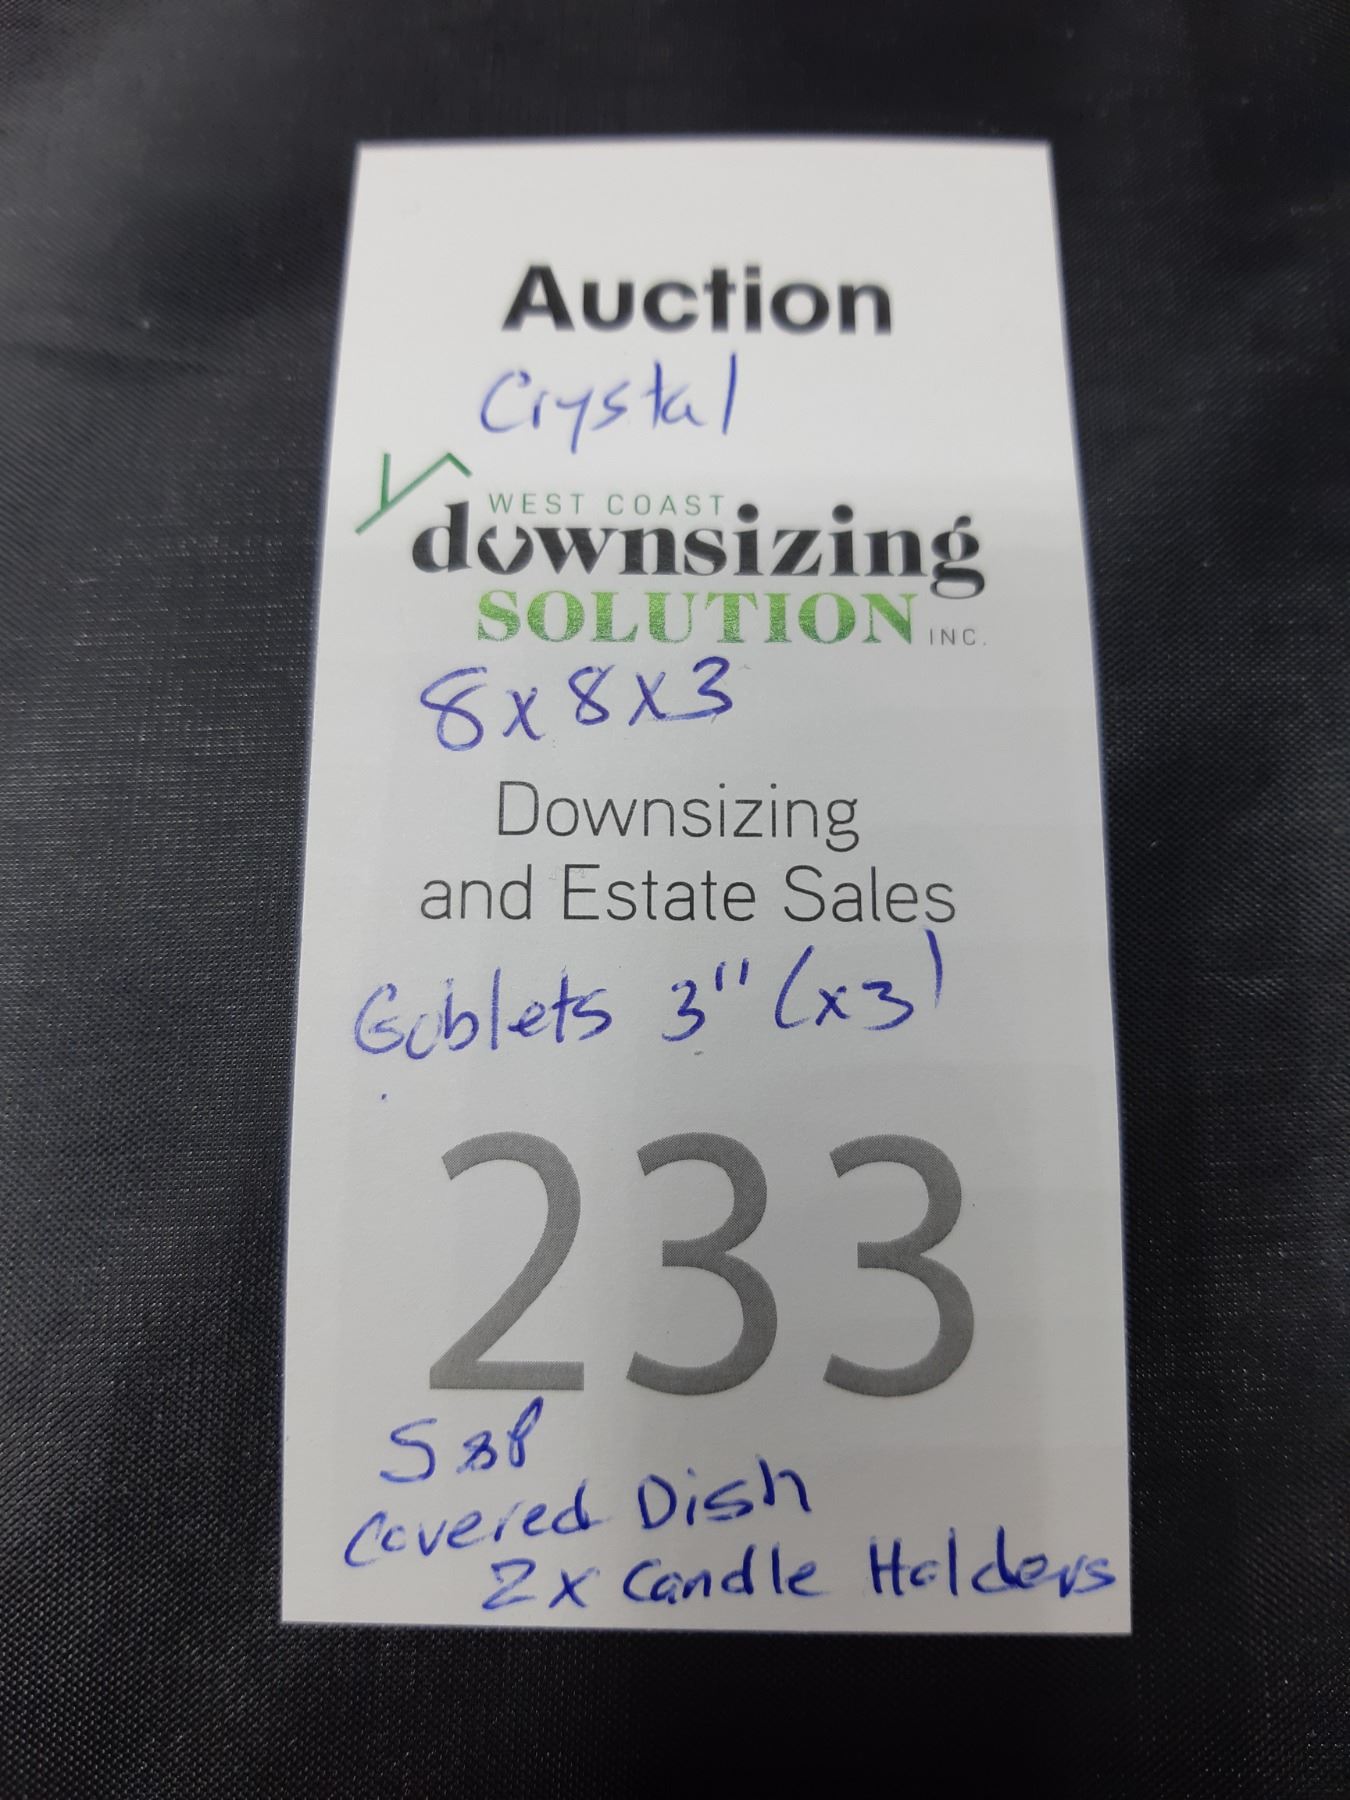 Auction
Crystal
WEST COAST
downsizing
SOLUTION INC.
8x8x3
Downsizing
and Estate Sales
Goblets 3" (x3)
233
S &P
Covered Dish
2x Candle Holders